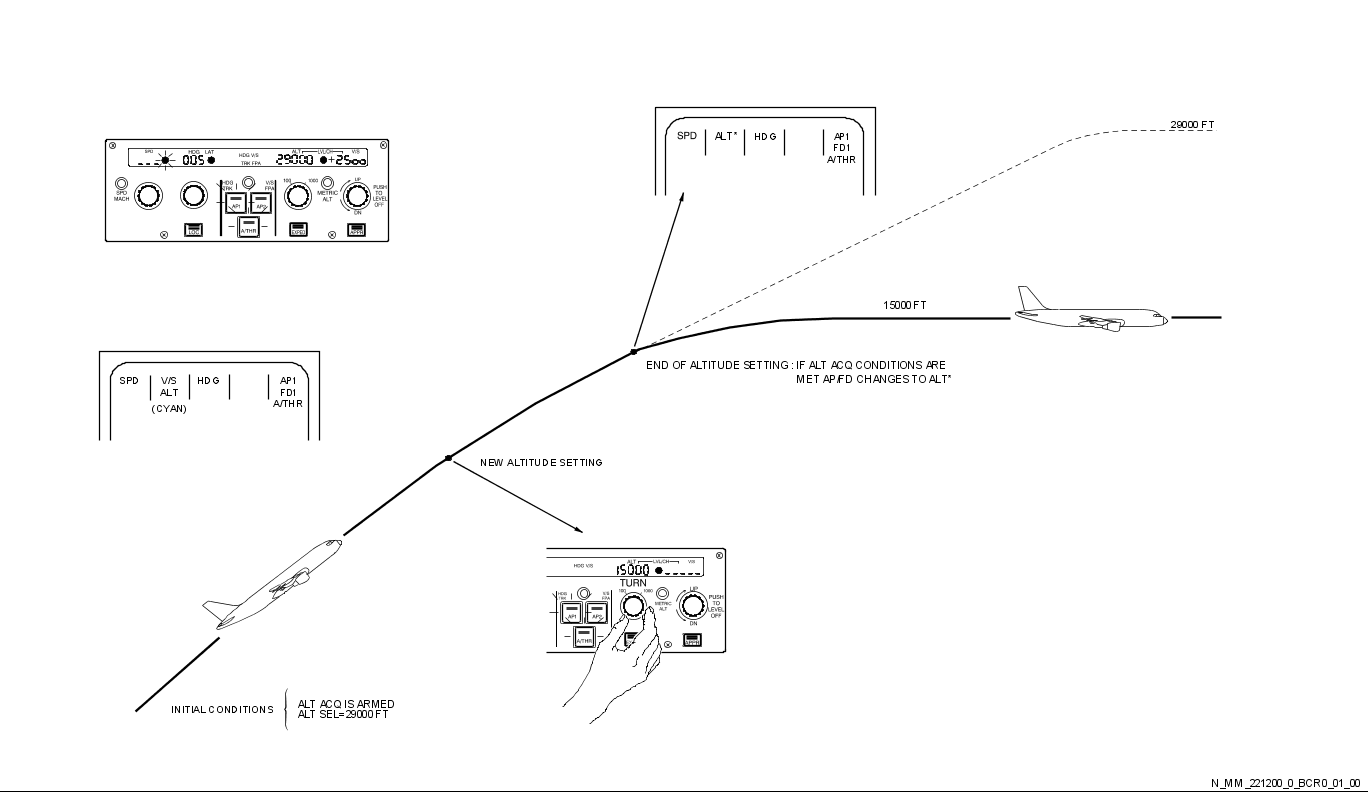 SPD HDG LAT HDG V/S TRK FPA ALT LVL/CH V/S
--- 005 29000 +2500
SPD MACH
HDG TRK V/S FPA
100 1000
METRIC ALT
UP
DN
PUSH TO LEVEL OFF
AP1 AP2
A/THR
LOC EXPED APPR
SPD ALT* HDG AP1
FD1
A/THR
29000 FT
15000 FT
SPD V/S HDG AP1
ALT FD1
(CYAN) A/THR
END OF ALTITUDE SETTING : IF ALT ACQ CONDITIONS ARE
MET AP/FD CHANGES TO ALT*
NEW ALTITUDE SETTING
HDG V/S ALT LVL/CH V/S
15000 -----
TURN
HDG TRK V/S FPA
100 1000
METRIC ALT
UP
DN
PUSH TO LEVEL OFF
AP1 AP2
A/THR
APPR
INITIAL CONDITIONS
ALT ACQ IS ARMED
ALT SEL=29000 FT
N_MM_221200_0_BCR0_01_00